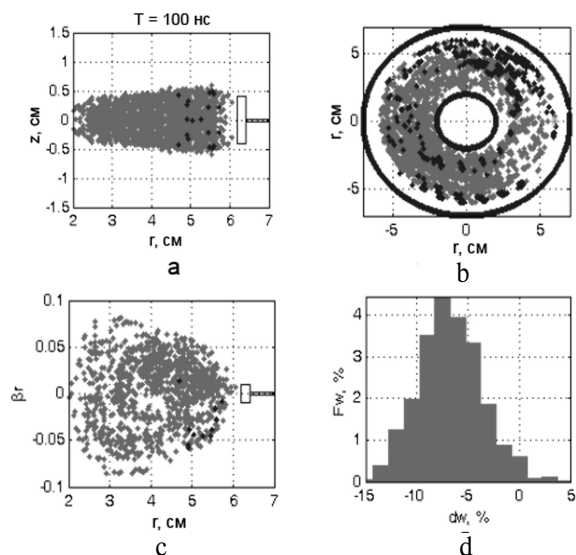 T = 100 нс
z, см
1.5
1
0.5
0
-0.5
-1
-1.5
2 3 4 5 6 7
r, см
a
r, см
5
0
-5
-5 0 5
r, см
b
βr
0.1
0.05
0
-0.05
-0.1
2 3 4 5 6 7
r, см
c
Fw, %
4
3
2
1
0
-15 -10 -5 0 5
dw, %
d